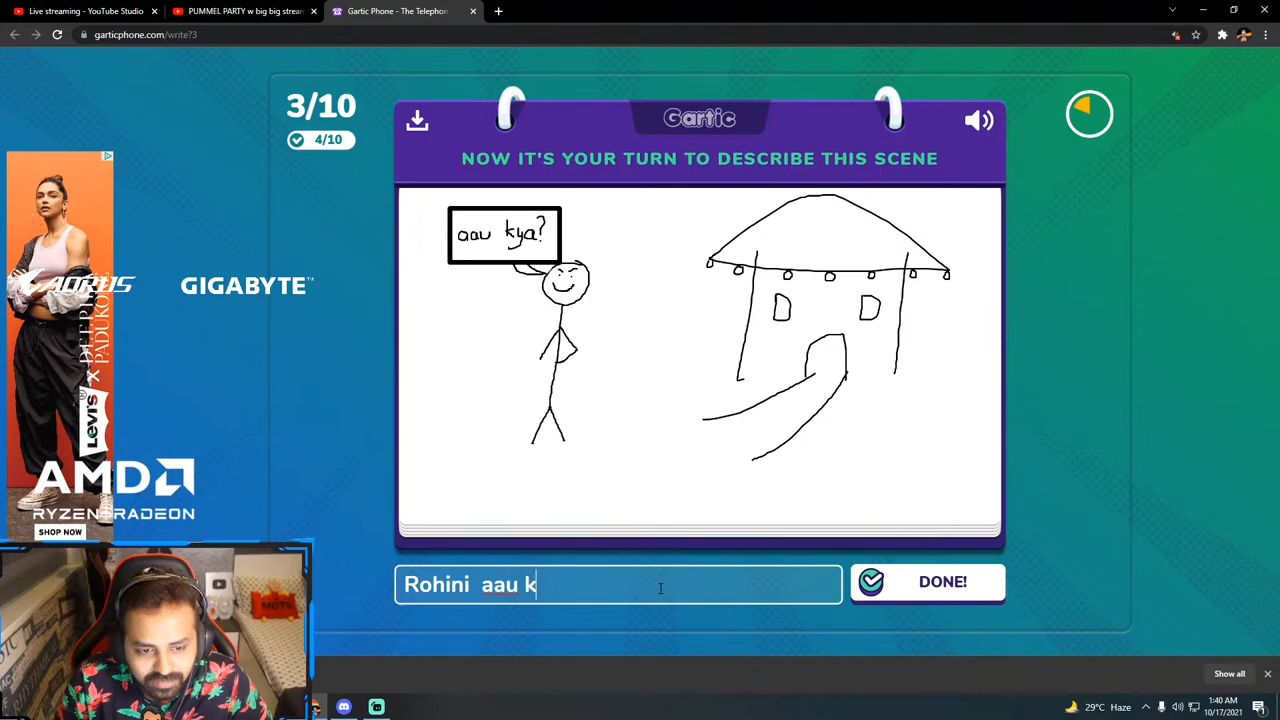 Live streaming - YouTube Studio
PUMMEL PARTY w big big stream
Gartic Phone - The Telephon
garticphone.com/write?3
3/10
4/10
Gartic
NOW IT'S YOUR TURN TO DESCRIBE THIS SCENE
aau kya?
AORUS
GIGABYTE
Levi's X DEEPIKA PADUKONE
AMD
RYZEN RADEON
SHOP NOW
Rohini aau k
DONE!
Show all
29°C Haze
1:40 AM
10/17/2021